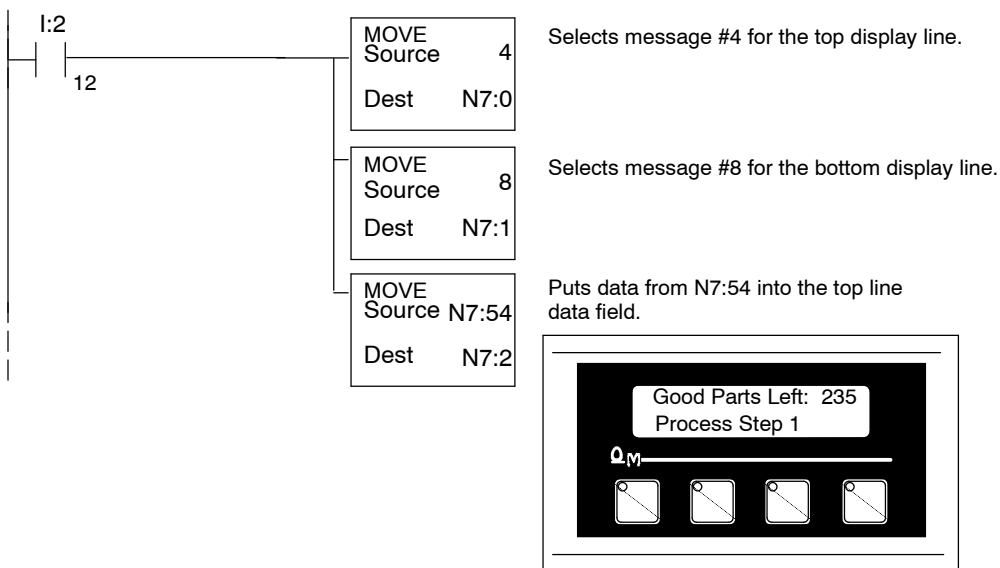 I:2
12
MOVE
Source 4
Dest N7:0
Selects message #4 for the top display line.
MOVE
Source 8
Dest N7:1
Selects message #8 for the bottom display line.
MOVE
Source N7:54
Dest N7:2
Puts data from N7:54 into the top line
data field.
Good Parts Left: 235
Process Step 1